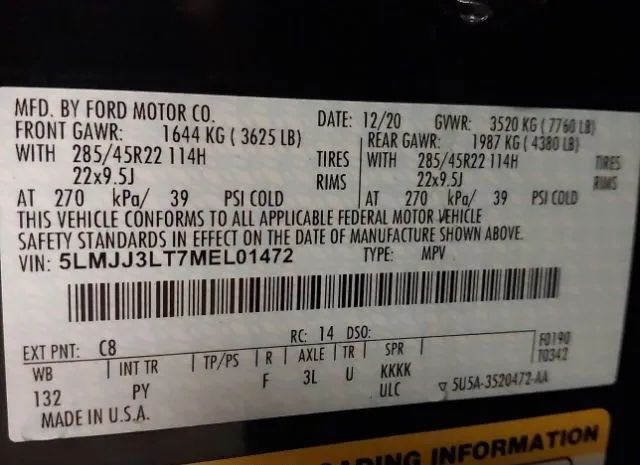 MFD. BY FORD MOTOR CO. DATE: 12/20 GVWR: 3520 KG ( 7760 LB)
FRONT GAWR: 1644 KG ( 3625 LB) REAR GAWR: 1987 KG ( 4380 LB)
WITH 285/45R22 114H TIRES WITH 285/45R22 114H TIRES
22x9.5J RIMS 22x9.5J RIMS
AT 270 kPa/ 39 PSI COLD AT 270 kPa/ 39 PSI COLD
THIS VEHICLE CONFORMS TO ALL APPLICABLE FEDERAL MOTOR VEHICLE
SAFETY STANDARDS IN EFFECT ON THE DATE OF MANUFACTURE SHOWN ABOVE.
VIN: 5LMJJ3LT7MEL01472 TYPE: MPV
EXT PNT: C8 RC: 14 DSO: F0190
WB INT TR TP/PS R AXLE TR SPR T0342
132 PY F 3L U KKKK
ULC 5U5A-3520472-AA
MADE IN U.S.A.
LOADING INFORMATION